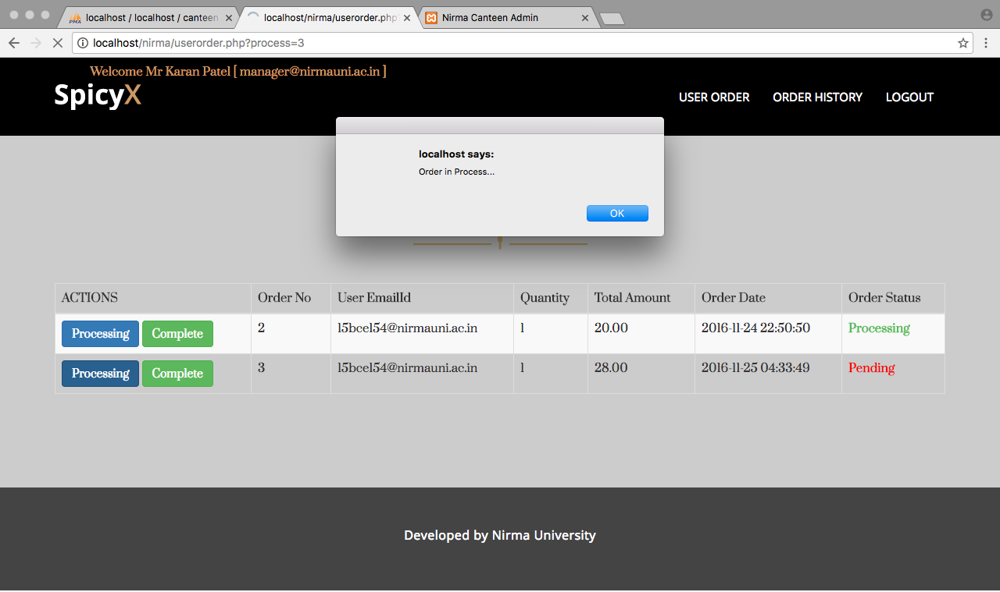 localhost / localhost / canteen
localhost/nirma/userorder.php?
Nirma Canteen Admin
localhost/nirma/userorder.php?process=3
Welcome Mr Karan Patel [ manager@nirmauni.ac.in ]
SpicyX
USER ORDER ORDER HISTORY LOGOUT
localhost says:
Order in Process...
OK
ACTIONS Order No User EmailId Quantity Total Amount Order Date Order Status
Processing Complete 2 15bce154@nirmauni.ac.in 1 20.00 2016-11-24 22:50:50 Processing
Processing Complete 3 15bce154@nirmauni.ac.in 1 28.00 2016-11-25 04:33:49 Pending
Developed by Nirma University